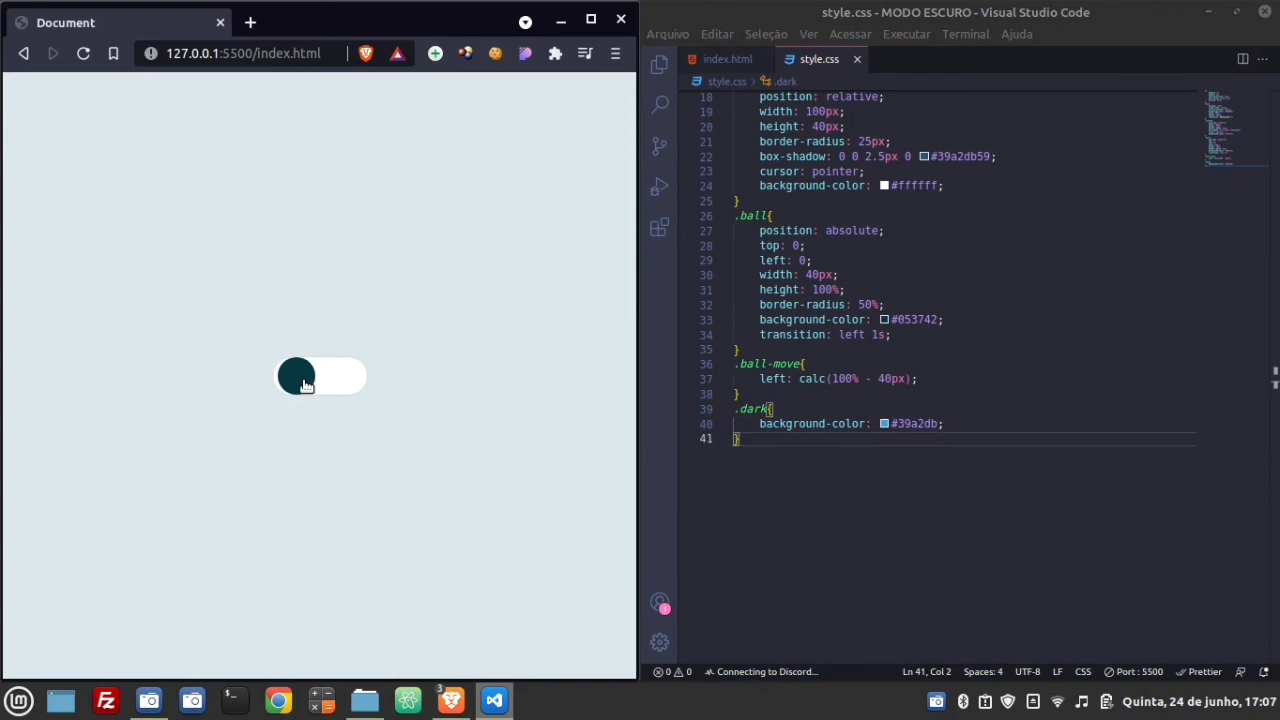 Document
127.0.0.1:5500/index.html
style.css - MODO ESCURO - Visual Studio Code
Arquivo Editar Seleção Ver Acessar Executar Terminal Ajuda
index.html style.css
style.css > .dark
18 position: relative;
19 width: 100px;
20 height: 40px;
21 border-radius: 25px;
22 box-shadow: 0 0 2.5px 0 #39a2db59;
23 cursor: pointer;
24 background-color: #ffffff;
25 }
26 .ball{
27 position: absolute;
28 top: 0;
29 left: 0;
30 width: 40px;
31 height: 100%;
32 border-radius: 50%;
33 background-color: #053742;
34 transition: left 1s;
35 }
36 .ball-move{
37 left: calc(100% - 40px);
38 }
39 .dark{
40 background-color: #39a2db;
41 }
1
0 0 Connecting to Discord... Ln 41, Col 2 Spaces: 4 UTF-8 LF CSS Port : 5500 Prettier
3
Quinta, 24 de junho, 17:07